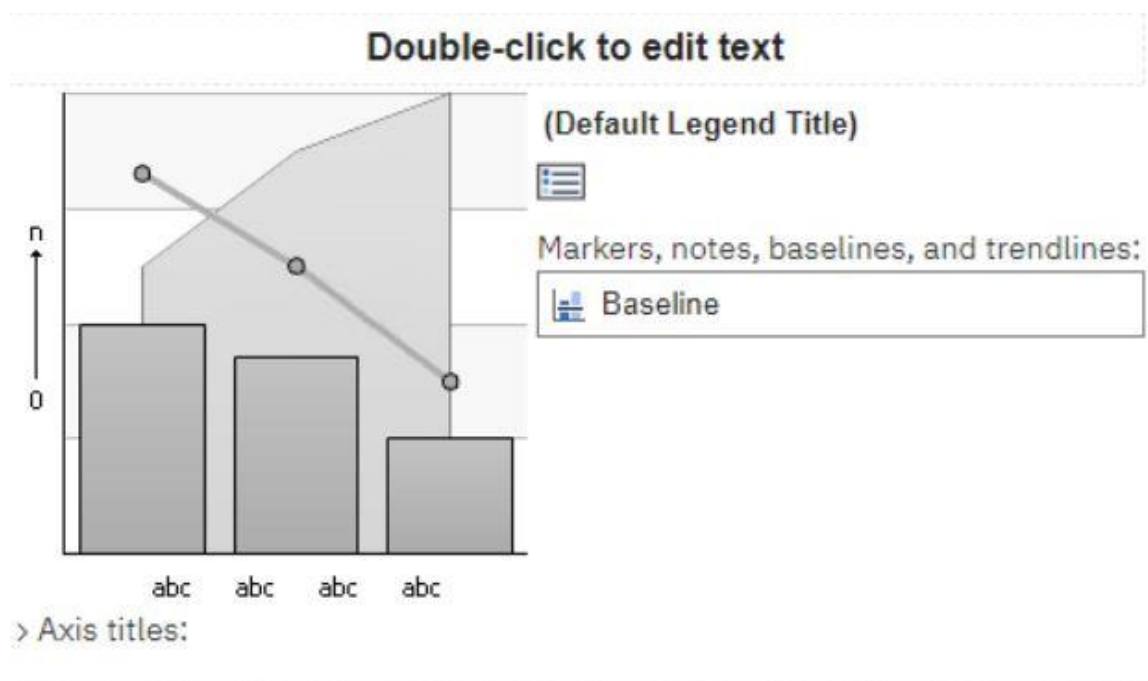 Double-click to edit text
(Default Legend Title)
Markers, notes, baselines, and trendlines:
Baseline
n
0
abc abc abc abc
> Axis titles: